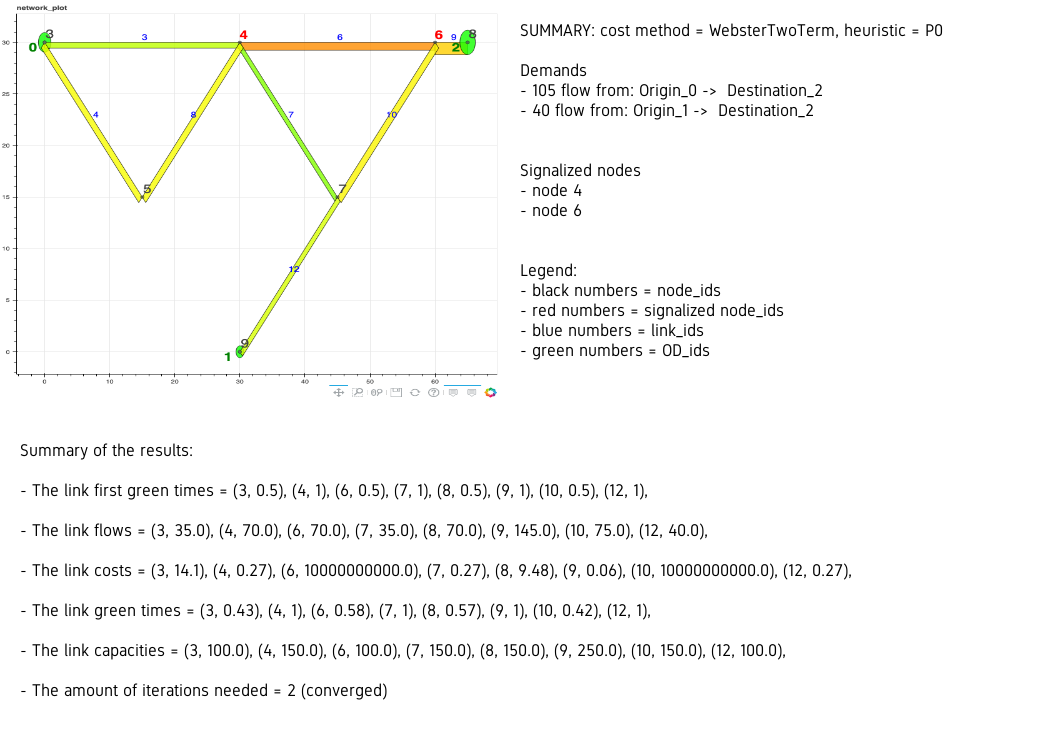 network_plot
SUMMARY: cost method = WebsterTwoTerm, heuristic = P0
Demands
- 105 flow from: Origin_0 -> Destination_2
- 40 flow from: Origin_1 -> Destination_2
Signalized nodes
- node 4
- node 6
Legend:
- black numbers = node_ids
- red numbers = signalized node_ids
- blue numbers = link_ids
- green numbers = OD_ids
3 4 6 8
0 3 6 9 2
30
25
4 8 7 10
20
5 7
15
10
12
5
9
0
1
0 10 20 30 40 50 60
Summary of the results:
- The link first green times = (3, 0.5), (4, 1), (6, 0.5), (7, 1), (8, 0.5), (9, 1), (10, 0.5), (12, 1),
- The link flows = (3, 35.0), (4, 70.0), (6, 70.0), (7, 35.0), (8, 70.0), (9, 145.0), (10, 75.0), (12, 40.0),
- The link costs = (3, 14.1), (4, 0.27), (6, 10000000000.0), (7, 0.27), (8, 9.48), (9, 0.06), (10, 10000000000.0), (12, 0.27),
- The link green times = (3, 0.43), (4, 1), (6, 0.58), (7, 1), (8, 0.57), (9, 1), (10, 0.42), (12, 1),
- The link capacities = (3, 100.0), (4, 150.0), (6, 100.0), (7, 150.0), (8, 150.0), (9, 250.0), (10, 150.0), (12, 100.0),
- The amount of iterations needed = 2 (converged)